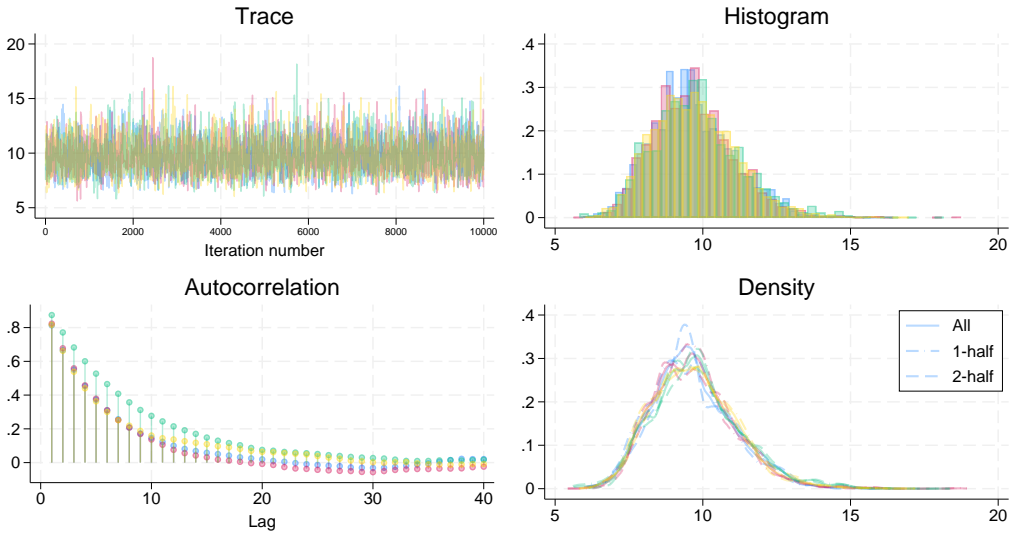 Trace
20
15
10
5
0 2000 4000 6000 8000 10000
Iteration number
Histogram
.4
.3
.2
.1
0
5 10 15 20
Autocorrelation
.8
.6
.4
.2
0
0 10 20 30 40
Lag
Density
.4
.3
.2
.1
0
5 10 15 20
All
1-half
2-half